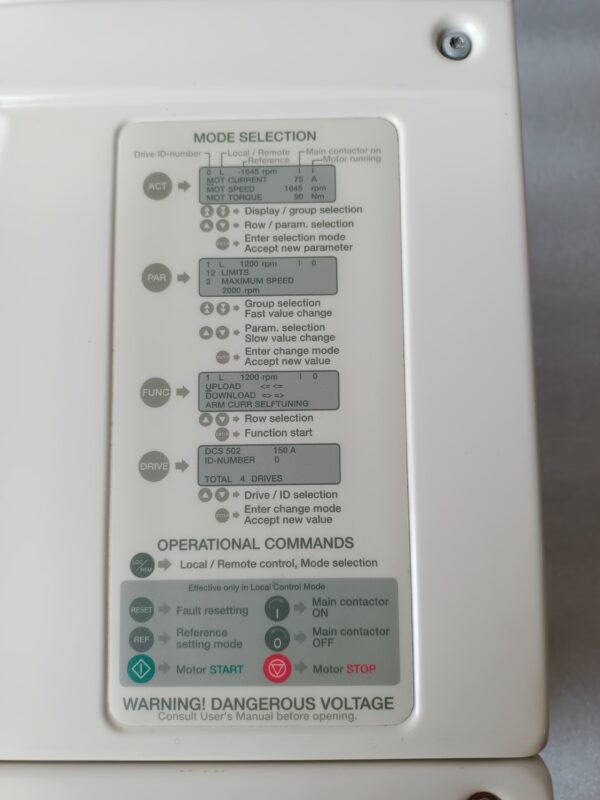 MODE SELECTION
Drive ID-number
Local / Remote
Main contactor on
Reference
Motor running
ACT
0 L -1645 rpm I I
MOT CURRENT 75 A
MOT SPEED 1645 rpm
MOT TORQUE 90 Nm
Display / group selection
Row / param. selection
ENTER
Enter selection mode
Accept new parameter
PAR
1 L 1200 rpm I 0
12 LIMITS
3 MAXIMUM SPEED
2000 rpm
Group selection
Fast value change
Param. selection
Slow value change
ENTER
Enter change mode
Accept new value
FUNC
1 L 1200 rpm I 0
UPLOAD <= <=
DOWNLOAD => =>
ARM CURR SELFTUNING
Row selection
ENTER
Function start
DRIVE
DCS 502 150 A
ID-NUMBER 0
TOTAL 4 DRIVES
Drive / ID selection
ENTER
Enter change mode
Accept new value
OPERATIONAL COMMANDS
LOC/REM
Local / Remote control, Mode selection
Effective only in Local Control Mode
RESET
Fault resetting
I
Main contactor
ON
REF
Reference
setting mode
0
Main contactor
OFF
I
Motor START
Motor STOP
WARNING! DANGEROUS VOLTAGE
Consult User's Manual before opening.